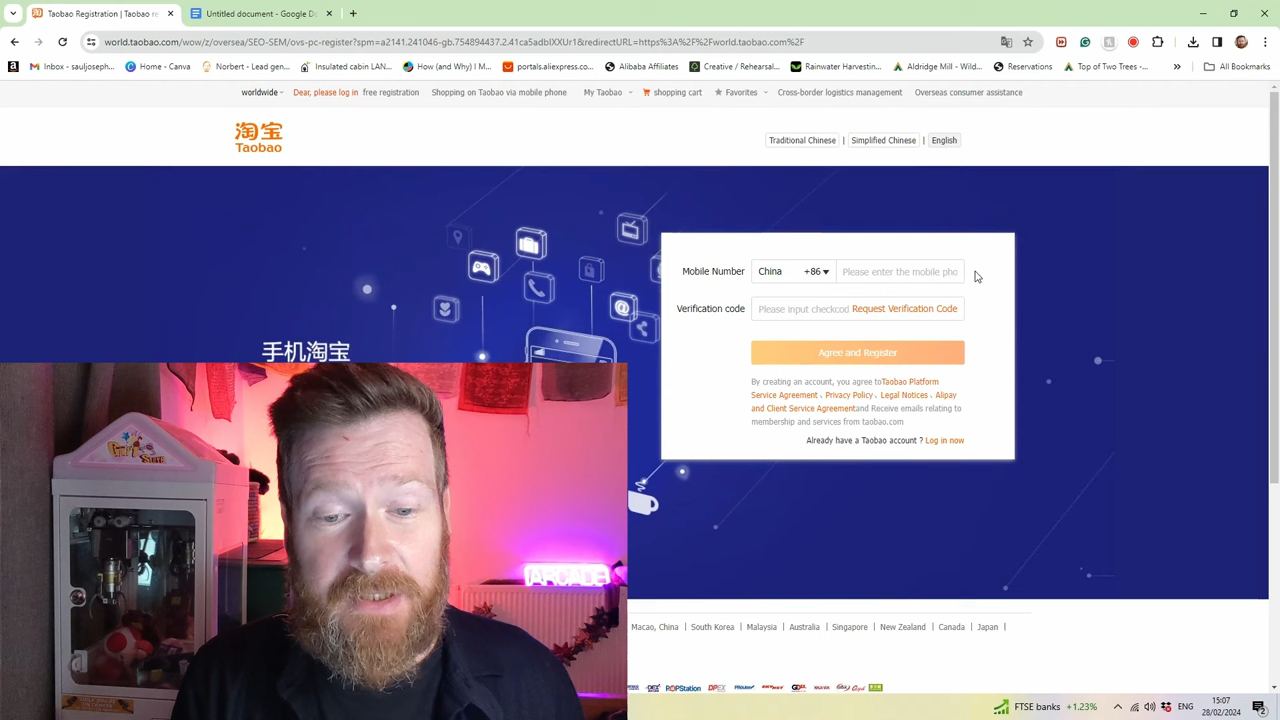 Taobao Registration | Taobao re
Untitled document - Google Do
world.taobao.com/wow/z/oversea/SEO-SEM/ovs-pc-register?spm=a2141.241046-gb.754894437.2.41ca5adbIXXUr1&redirectURL=https%3A%2F%2Fworld.taobao.com%2F
Inbox - sauljoseph... Home - Canva Norbert - Lead gen... Insulated cabin LAN... How (and Why) I M... portals.aliexpress.co... Alibaba Affiliates Creative / Rehearsal... Rainwater Harvestin... Aldridge Mill - Wild... Reservations Top of Two Trees -... » All Bookmarks
worldwide Dear, please log in free registration Shopping on Taobao via mobile phone My Taobao shopping cart Favorites Cross-border logistics management Overseas consumer assistance
淘宝
Taobao
Traditional Chinese | Simplified Chinese | English
Mobile Number China +86 Please enter the mobile pho
Verification code Please input checkcod Request Verification Code
手机淘宝
Agree and Register
By creating an account, you agree toTaobao Platform
Service Agreement 、Privacy Policy、 Legal Notices 、Alipay
and Client Service Agreementand Receive emails relating to
membership and services from taobao.com
Already have a Taobao account ? Log in now
ARCADE
Macao, China | South Korea | Malaysia | Australia | Singapore | New Zealand | Canada | Japan |
POPStation DPEX
FTSE banks +1.23% ENG 15:07
28/02/2024 2